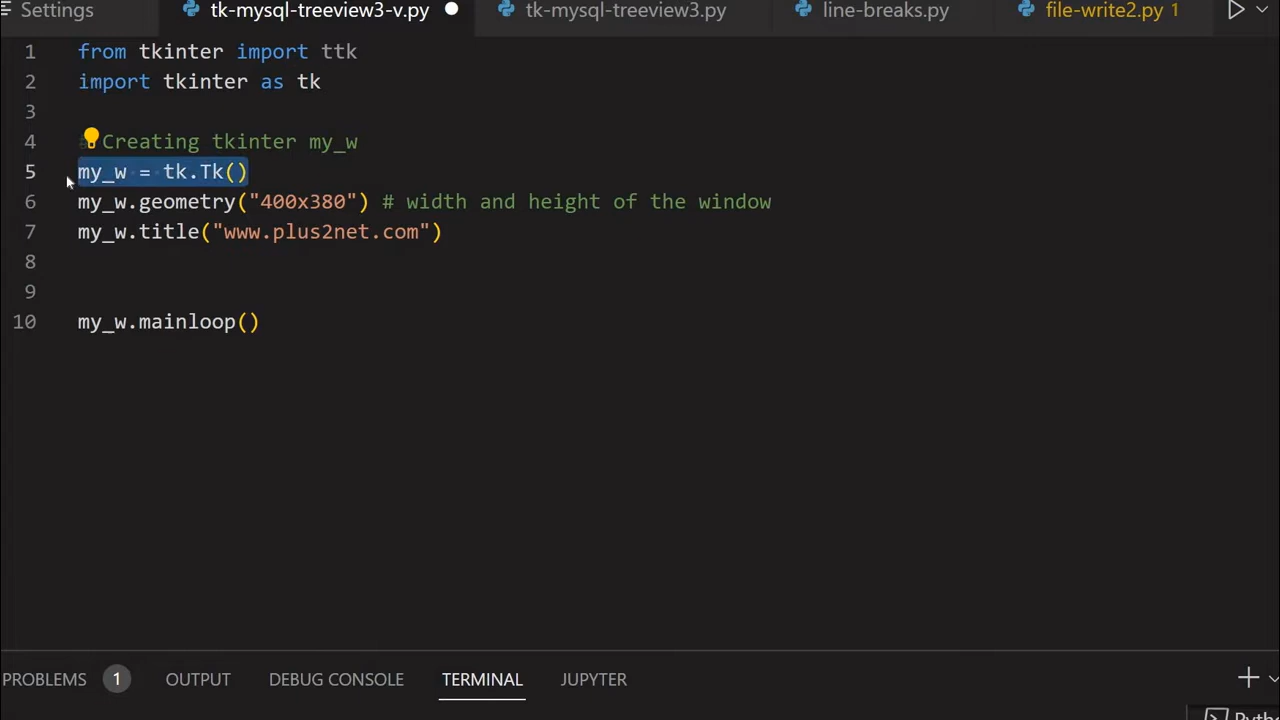 Settings tk-mysql-treeview3-v.py tk-mysql-treeview3.py line-breaks.py file-write2.py 1
1 from tkinter import ttk
2 import tkinter as tk
3
4 # Creating tkinter my_w
5 my_w = tk.Tk()
6 my_w.geometry("400x380") # width and height of the window
7 my_w.title("www.plus2net.com")
8
9
10 my_w.mainloop()
PROBLEMS 1 OUTPUT DEBUG CONSOLE TERMINAL JUPYTER